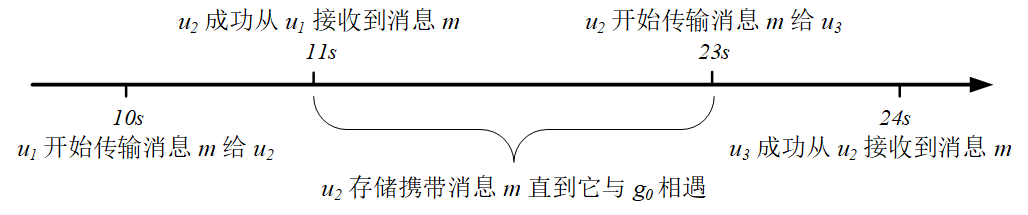 u2 成功从 u1 接收到消息 m
u2 开始传输消息 m 给 u3
11s
23s
10s
24s
u1 开始传输消息 m 给 u2
u3 成功从 u2 接收到消息 m
u2 存储携带消息 m 直到它与 g0 相遇